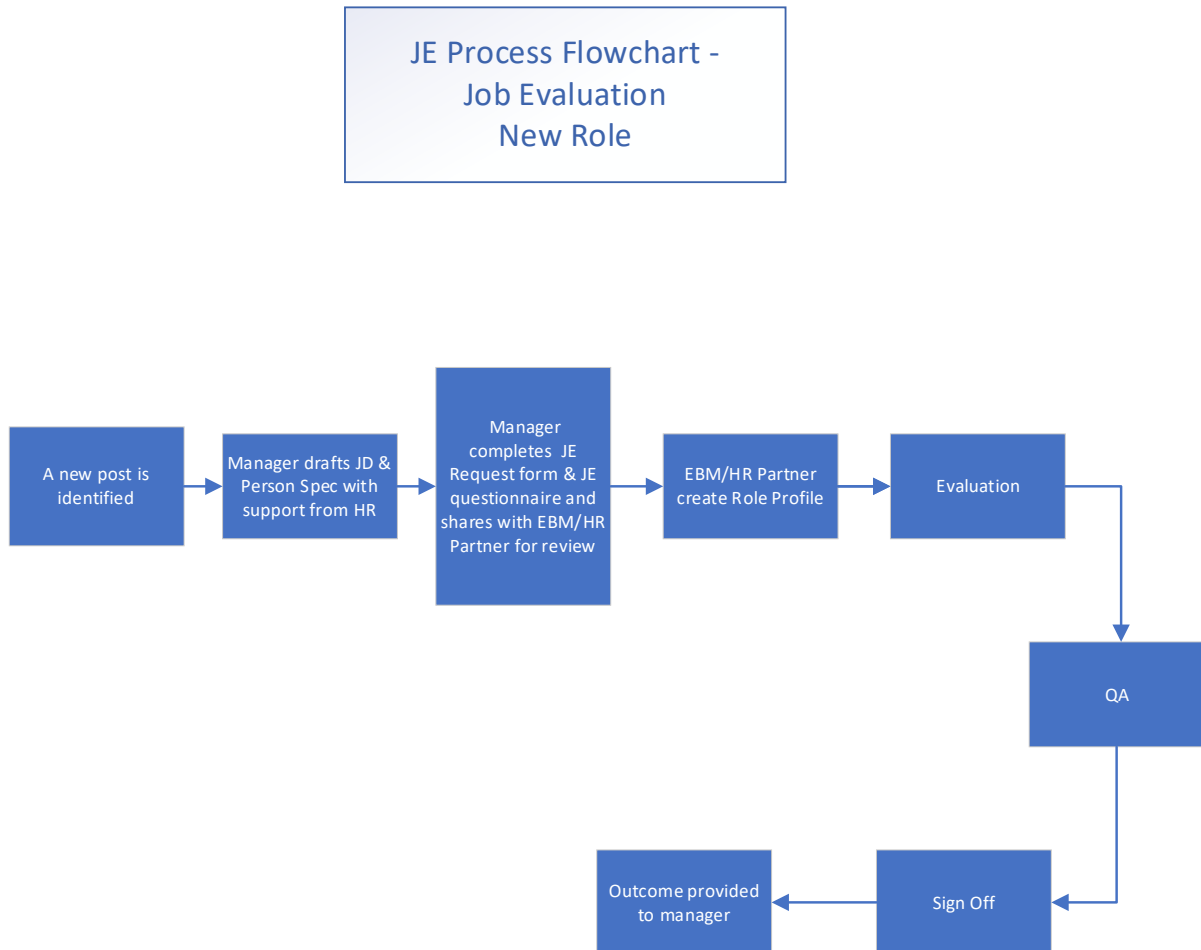 JE Process Flowchart -
Job Evaluation
New Role
A new post is
identified
Manager drafts JD &
Person Spec with
support from HR
Manager
completes JE
Request form & JE
questionnaire and
shares with EBM/HR
Partner for review
EBM/HR Partner
create Role Profile
Evaluation
QA
Sign Off
Outcome provided
to manager